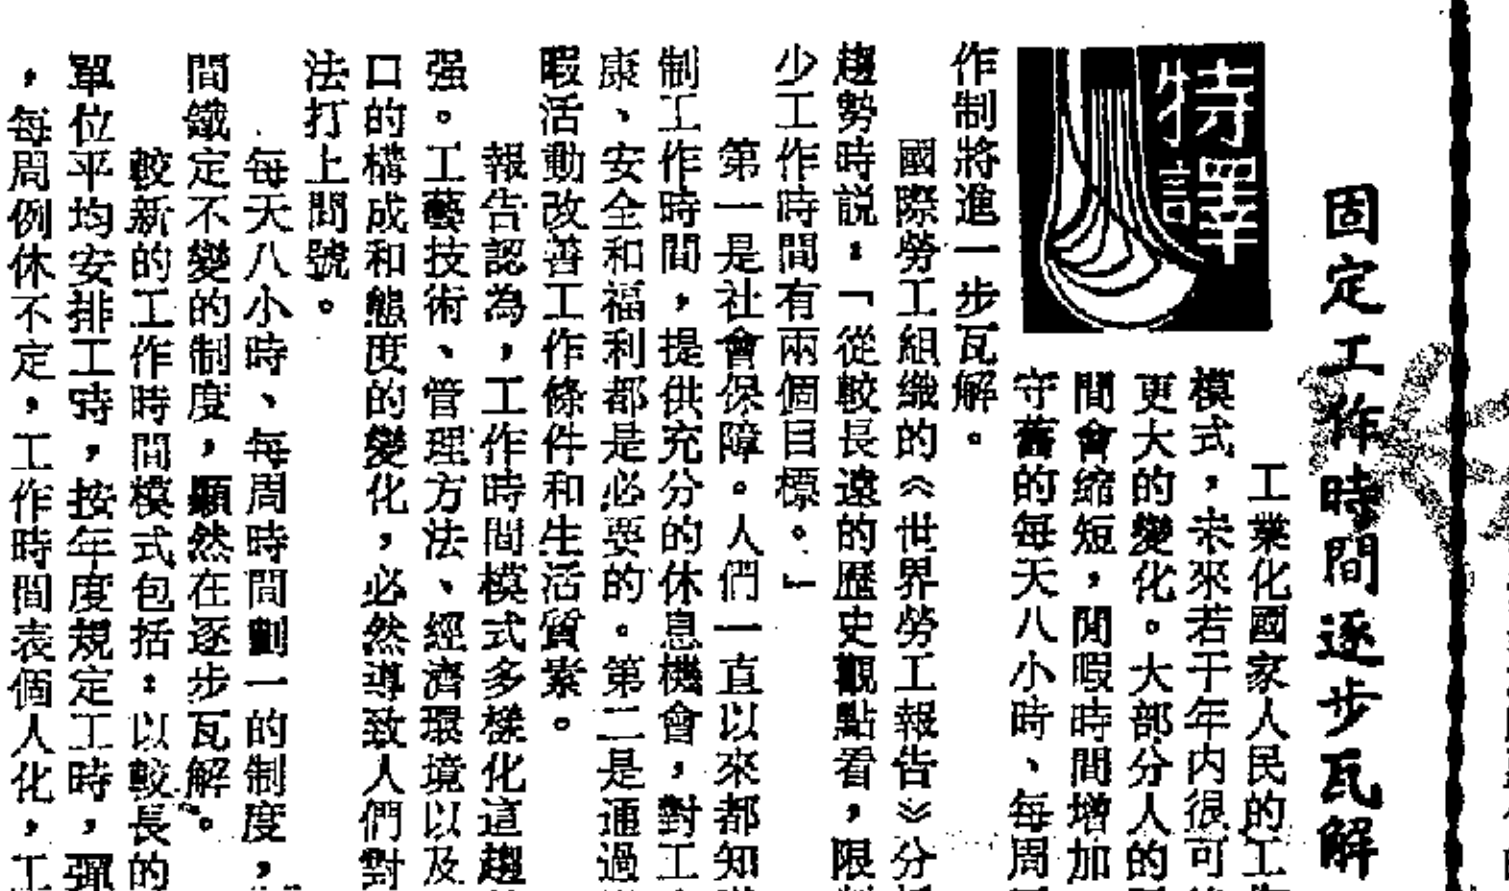 固定工作時間逐步瓦解
特譯
工業化國家人民的工
模式，未來若干年内很可
更大的變化。大部分人的
間會缩短，閒暇時間增加
守舊的每天八小時、每周
作制將進一步瓦解。
國際勞工組織的《世界勞工報告》分
趨勢時説：「從較長遠的歷史觀點看，限
少工作時間有兩個目標。」
第一是社會保障。人們一直以來都知
制工作時間，提供充分的休息機會，對工
康、安全和福利都是必要的。第二是通過
暇活動改善工作條件和生活質素。
報告認為，工作時間模式多樣化這趨
强。工藝技術、管理方法、經濟環境以及
口的構成和態度的變化，必然導致人們對
法打上問號。
每天八小時、每周時間劃一的制度，
間鐵定不變的制度，顯然在逐步瓦解。
較新的工作時間模式包括：以較長的
單位平均安排工時，按年度規定工時，彈
，每周例休不定，工作時間表個人化，工